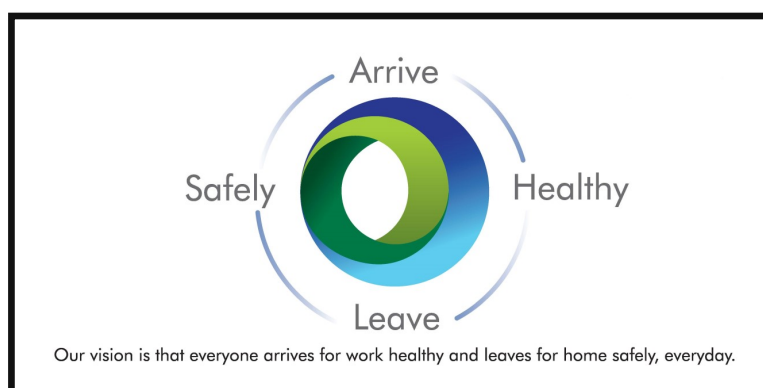 Arrive
Healthy
Leave
Safely
Our vision is that everyone arrives for work healthy and leaves for home safely, everyday.